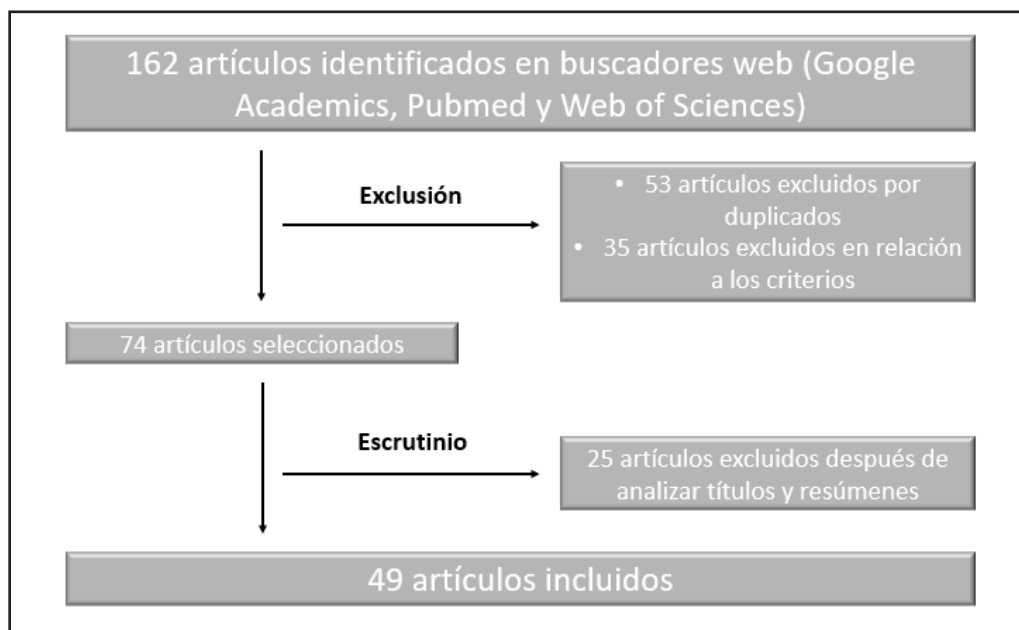 162 artículos identificados en buscadores web (Google
Academics, Pubmed y Web of Sciences)
Exclusión
• 53 artículos excluidos por
duplicados
• 35 artículos excluidos en relación
a los criterios
74 artículos seleccionados
Escrutinio
25 artículos excluidos después de
analizar títulos y resúmenes
49 artículos incluidos